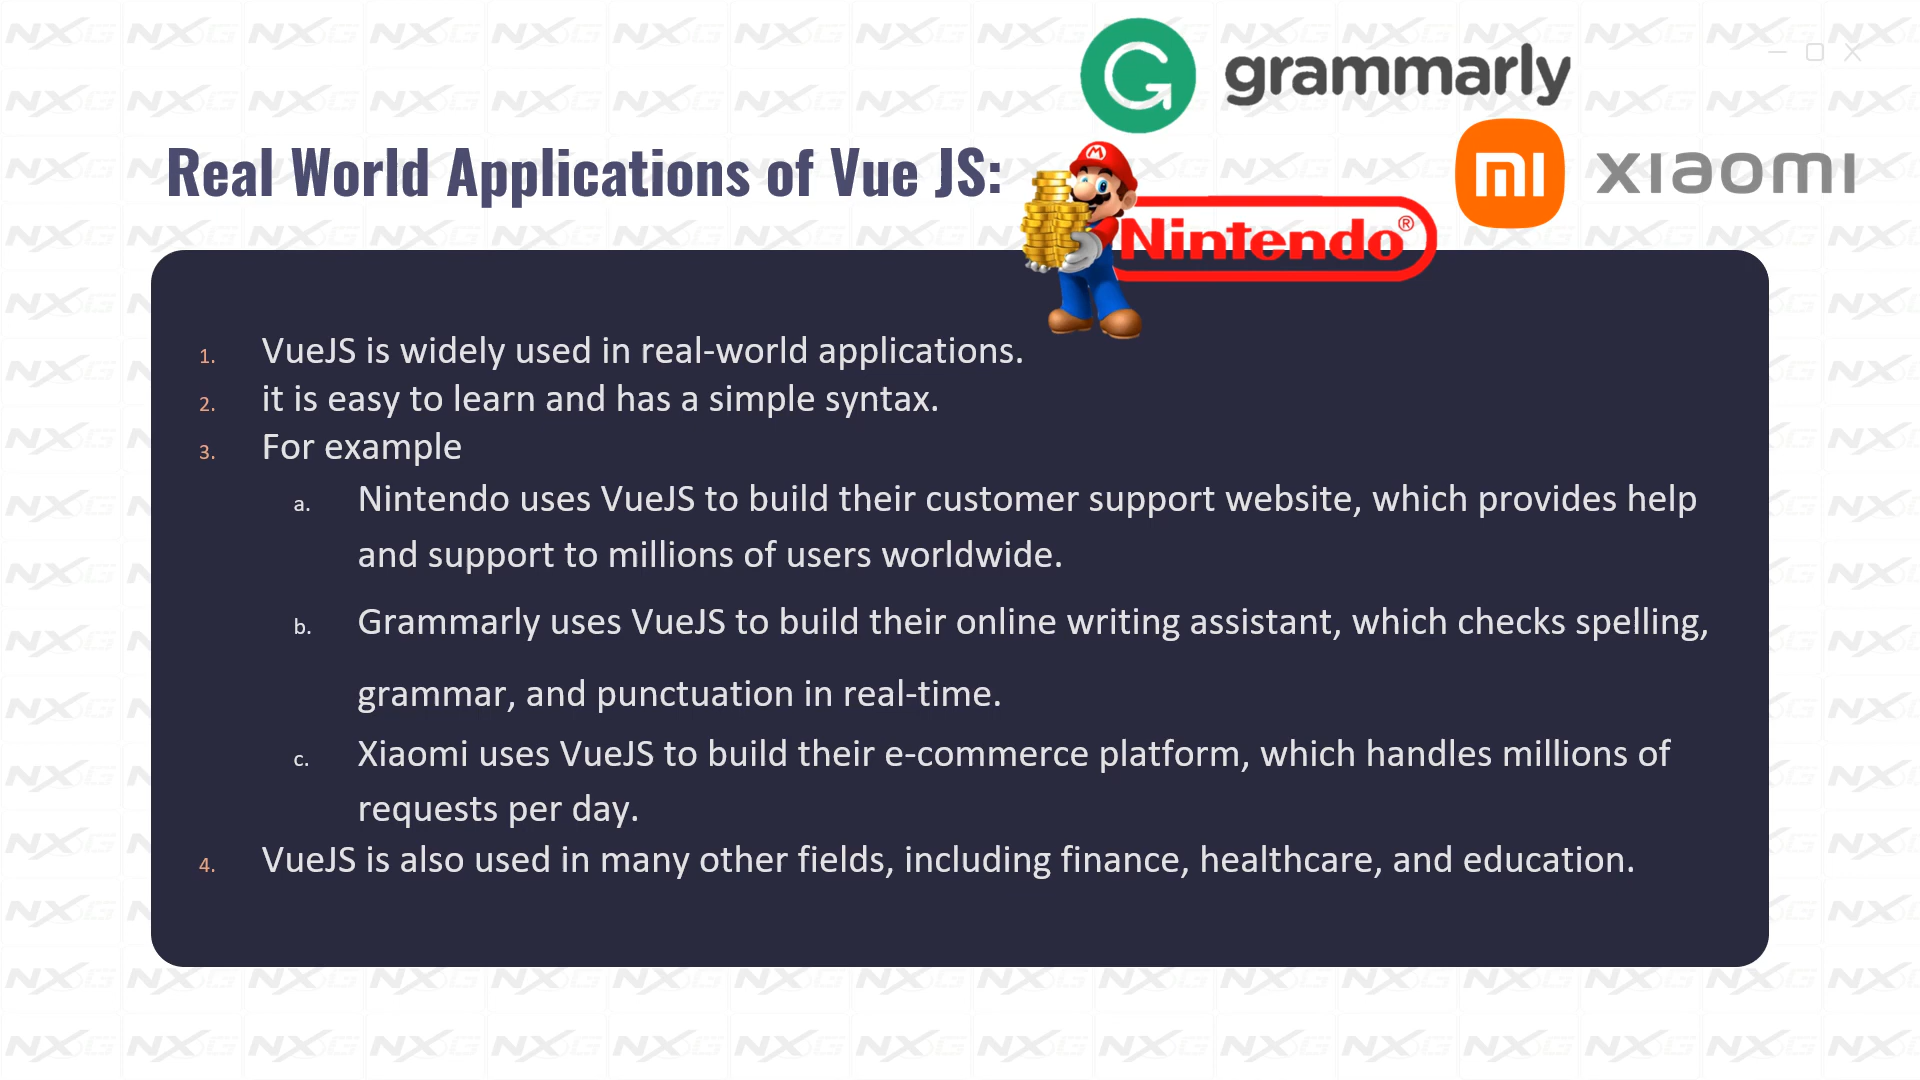 grammarly
mi xiaomi
Real World Applications of Vue JS:
M
Nintendo®
1. VueJS is widely used in real-world applications.
2. it is easy to learn and has a simple syntax.
3. For example
a. Nintendo uses VueJS to build their customer support website, which provides help
and support to millions of users worldwide.
b. Grammarly uses VueJS to build their online writing assistant, which checks spelling,
grammar, and punctuation in real-time.
c. Xiaomi uses VueJS to build their e-commerce platform, which handles millions of
requests per day.
4. VueJS is also used in many other fields, including finance, healthcare, and education.